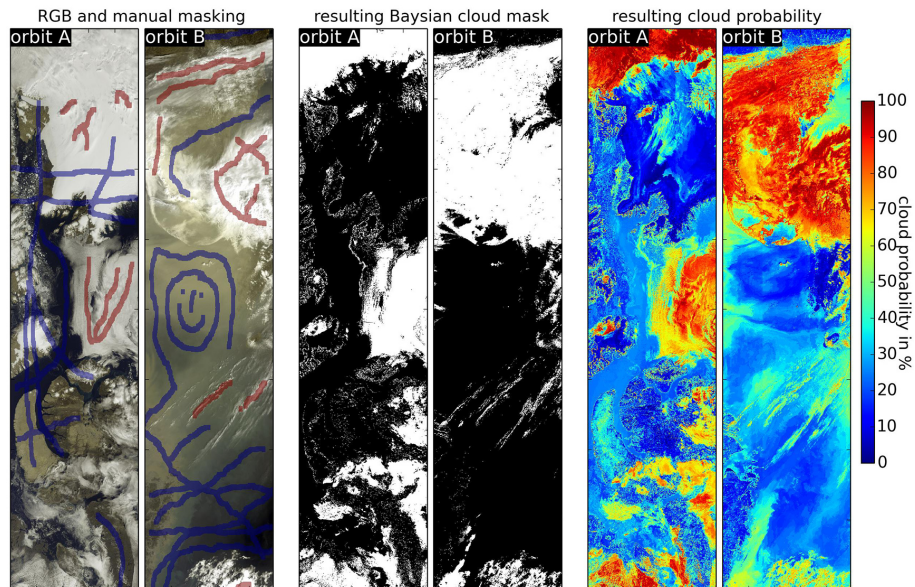 RGB and manual masking
resulting Baysian cloud mask
resulting cloud probability
orbit A
orbit B
orbit A
orbit B
orbit A
orbit B
100
90
80
70
60
50
40
30
20
10
0
cloud probability in %